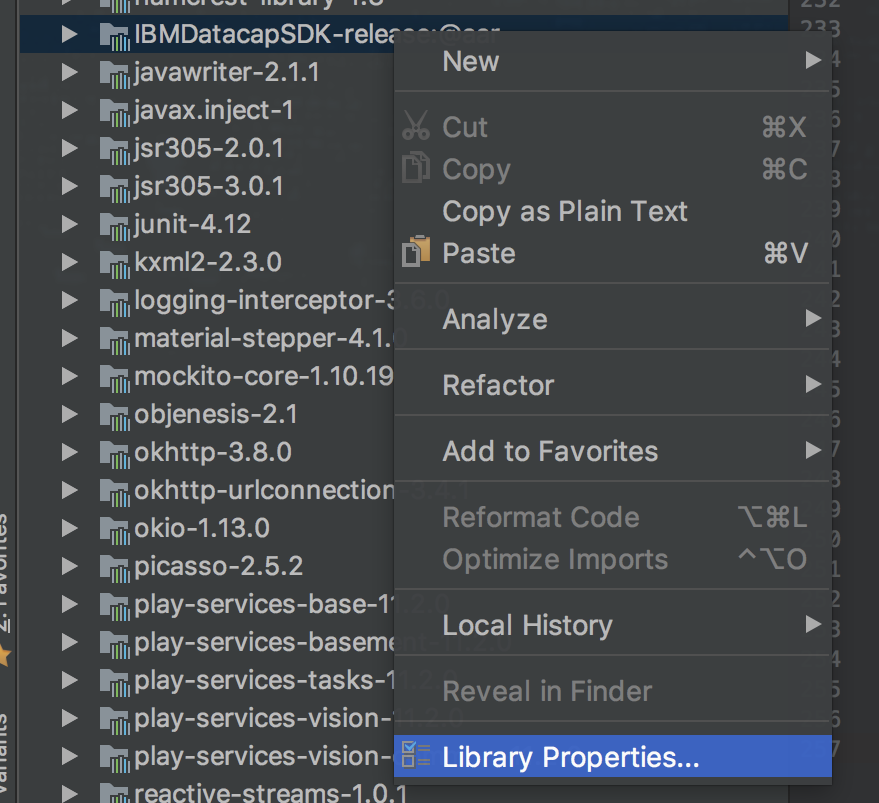 hamcrest-library-1.3
232
IBMDatacapSDK-release:@aar
233
javawriter-2.1.1
javax.inject-1
jsr305-2.0.1
jsr305-3.0.1
junit-4.12
kxml2-2.3.0
logging-interceptor-3.6.0
material-stepper-4.1.0
mockito-core-1.10.19
objenesis-2.1
okhttp-3.8.0
okhttp-urlconnection-3.4.1
okio-1.13.0
picasso-2.5.2
play-services-base-11.2.0
play-services-basement-11.2.0
play-services-tasks-11.2.0
play-services-vision-11.2.0
play-services-vision-
reactive-streams-1.0.1
New
Cut ⌘X
Copy ⌘C
Copy as Plain Text
Paste ⌘V
Analyze
Refactor
Add to Favorites
Reformat Code ⌥⌘L
Optimize Imports ^⌥O
Local History
Reveal in Finder
Library Properties...
2: Favorites
Variants